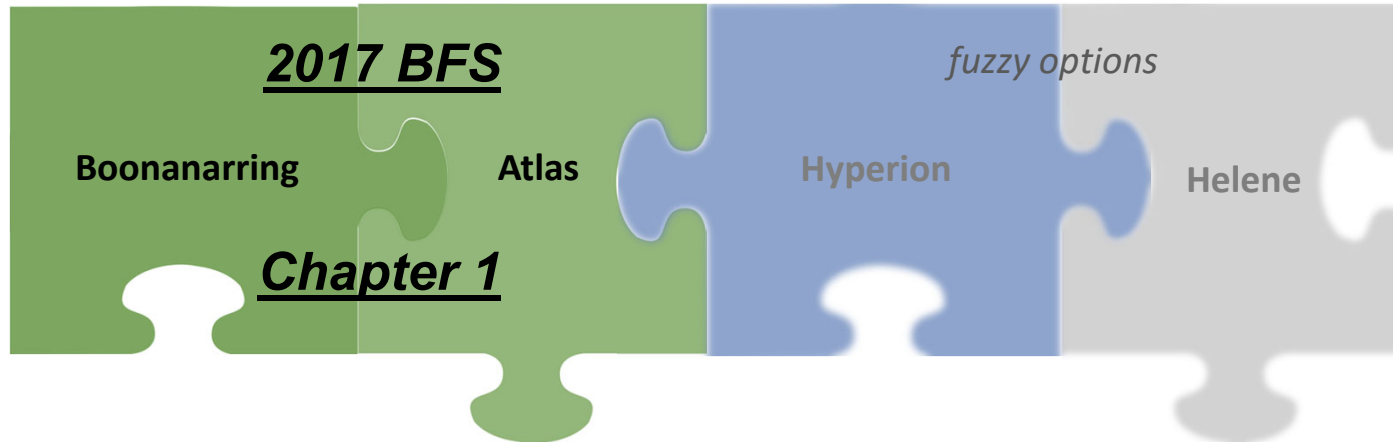 2017 BFS
fuzzy options
Boonanarring
Atlas
Hyperion
Helene
Chapter 1